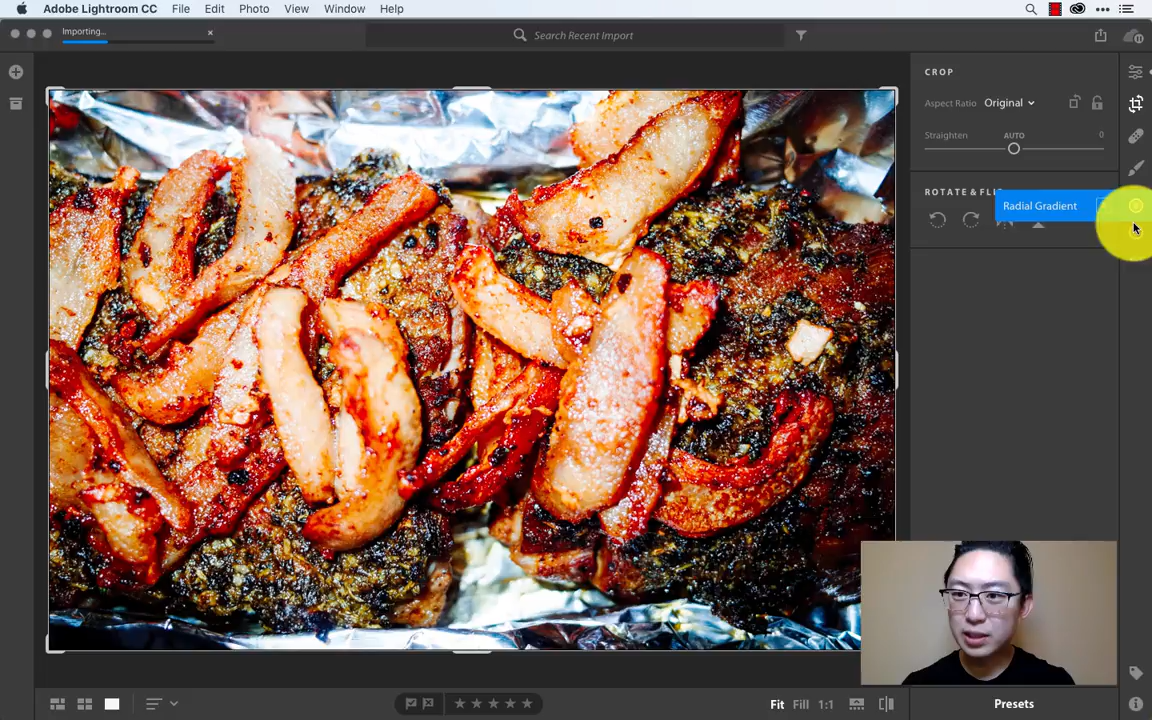 Adobe Lightroom CC File Edit Photo View Window Help
Importing...
Search Recent Import
CROP
Aspect Ratio Original
Straighten AUTO 0
ROTATE & FLI
Radial Gradient
Fit Fill 1:1
Presets